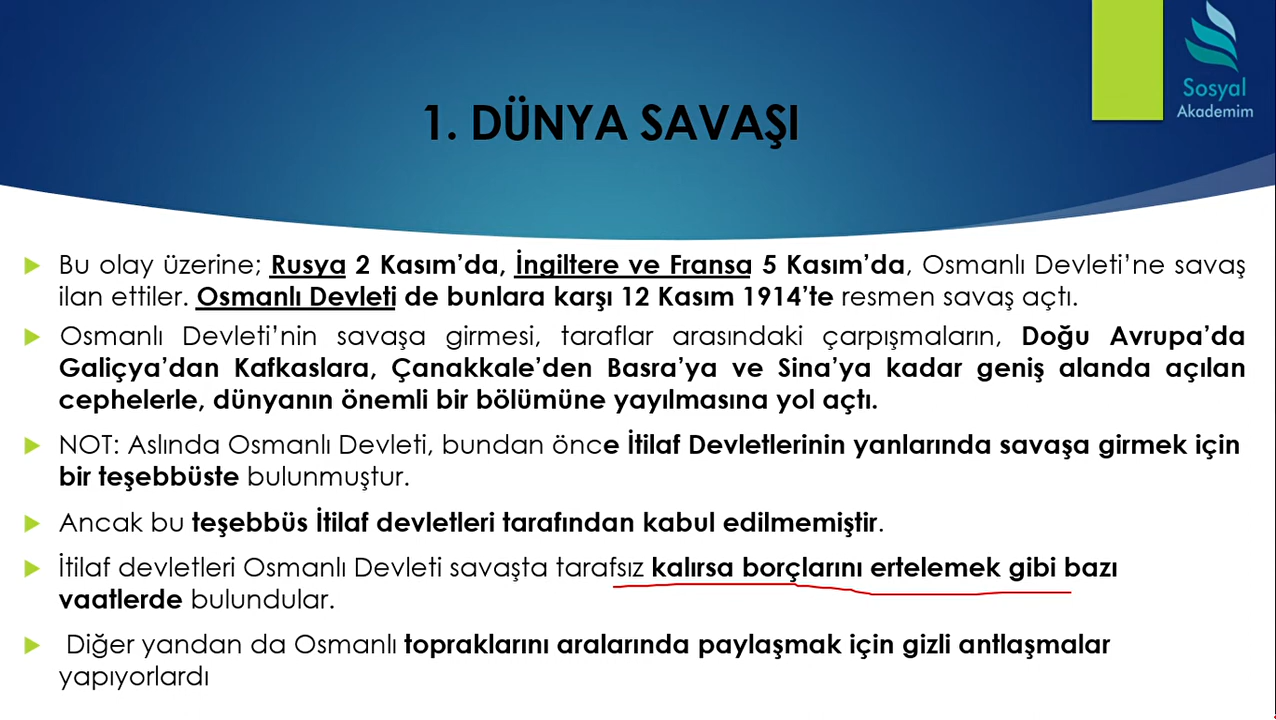 Sosyal
Akademim
1. DÜNYA SAVAŞI
Bu olay üzerine; Rusya 2 Kasım’da, İngiltere ve Fransa 5 Kasım’da, Osmanlı Devleti’ne savaş
ilan ettiler. Osmanlı Devleti de bunlara karşı 12 Kasım 1914’te resmen savaş açtı.
Osmanlı Devleti’nin savaşa girmesi, taraflar arasındaki çarpışmaların, Doğu Avrupa’da
Galiçya’dan Kafkaslara, Çanakkale’den Basra’ya ve Sina’ya kadar geniş alanda açılan
cephelerle, dünyanın önemli bir bölümüne yayılmasına yol açtı.
NOT: Aslında Osmanlı Devleti, bundan önce İtilaf Devletlerinin yanlarında savaşa girmek için
bir teşebbüste bulunmuştur.
Ancak bu teşebbüs İtilaf devletleri tarafından kabul edilmemiştir.
İtilaf devletleri Osmanlı Devleti savaşta tarafsız kalırsa borçlarını ertelemek gibi bazı
vaatlerde bulundular.
Diğer yandan da Osmanlı topraklarını aralarında paylaşmak için gizli antlaşmalar
yapıyorlardı